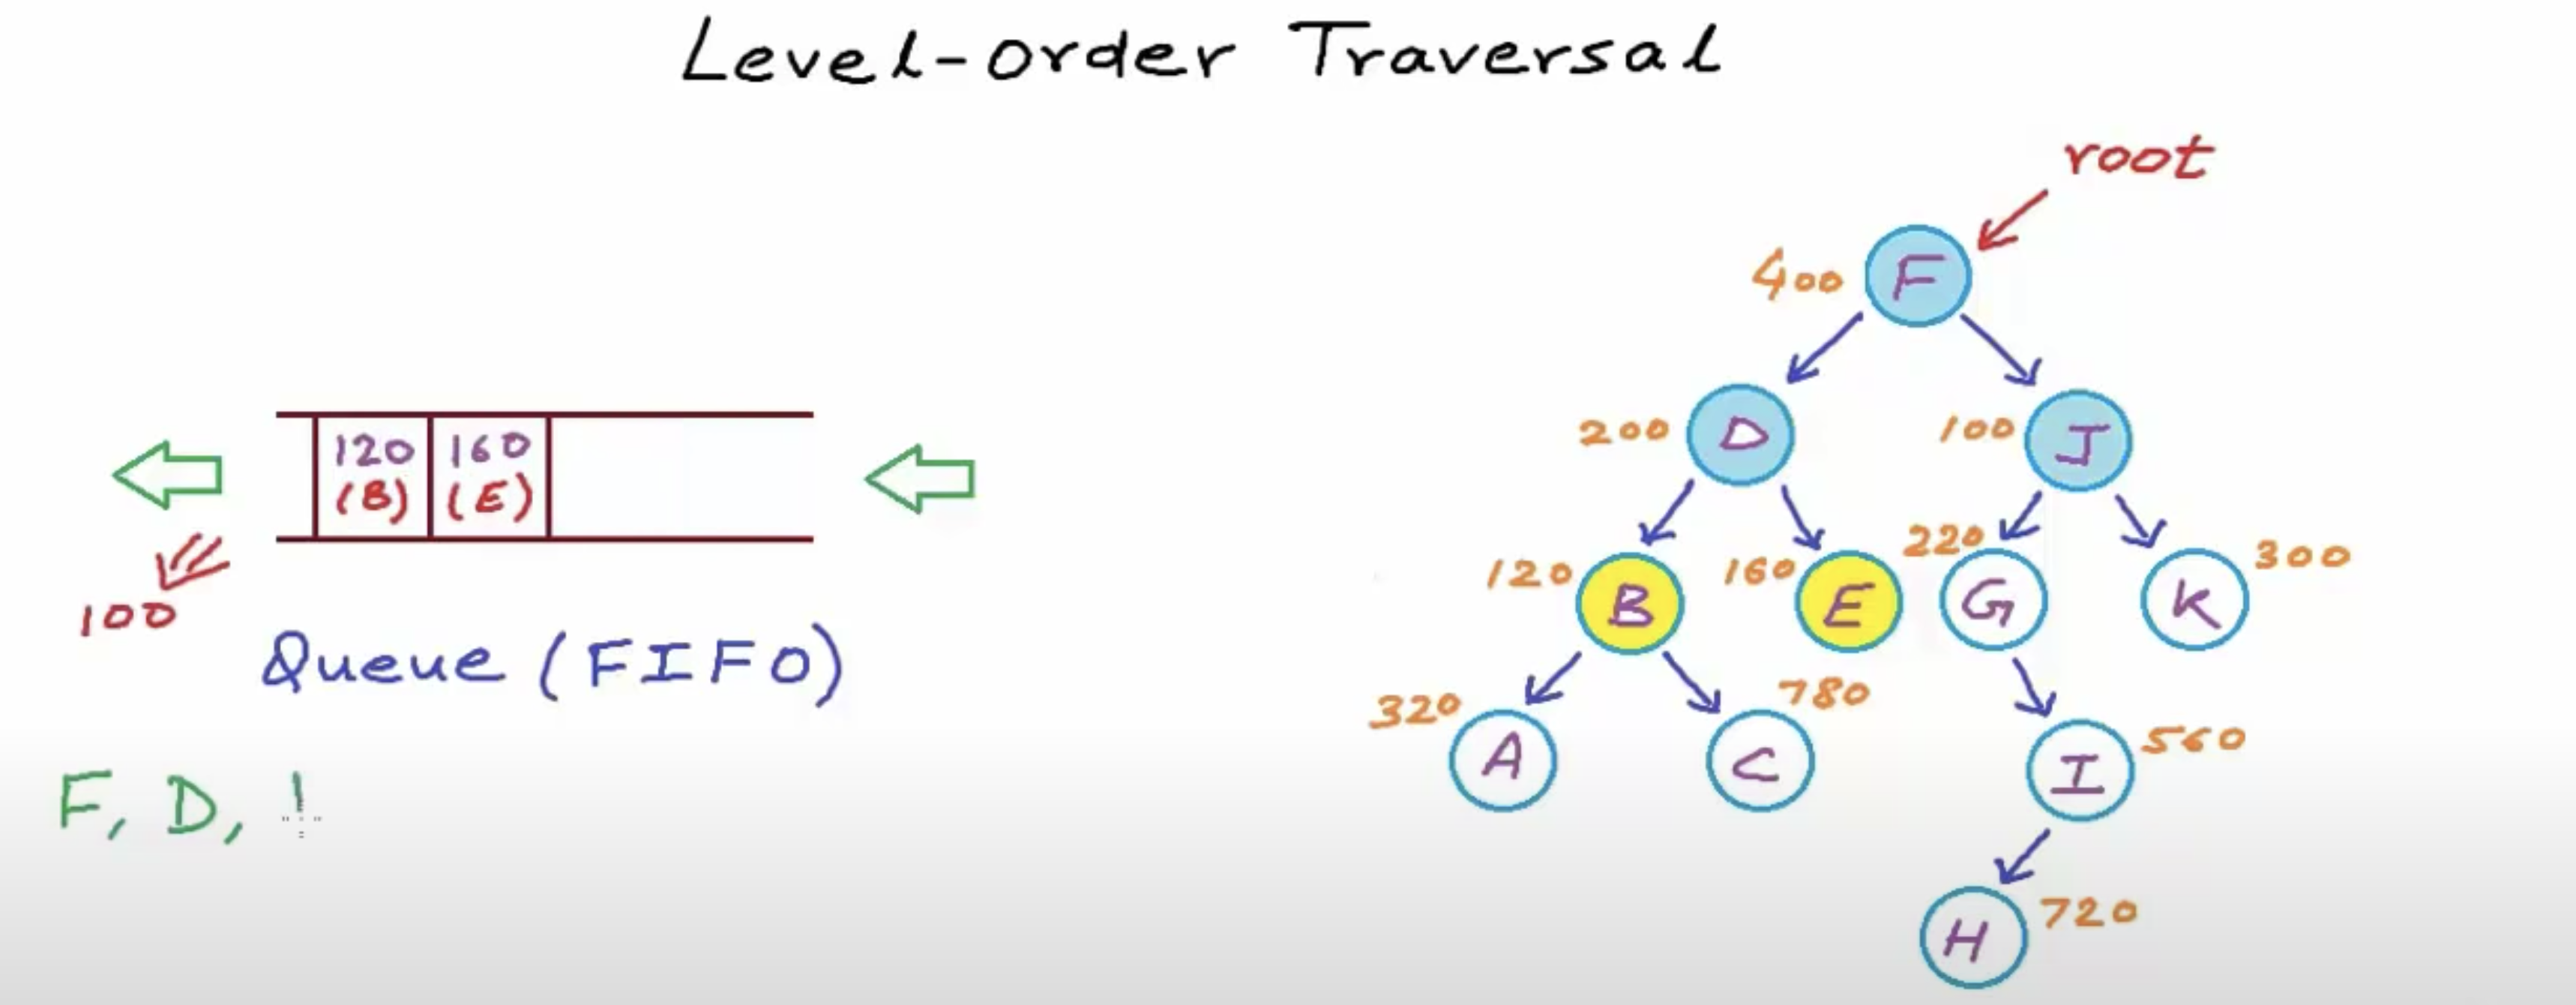 Level-order Traversal
root
400 F
200 D 100 J
120 (B) 160 (E)
120 B 160 E 220 G K 300
100
Queue (FIFO)
320 A 780 C I 560
F, D,
H 720